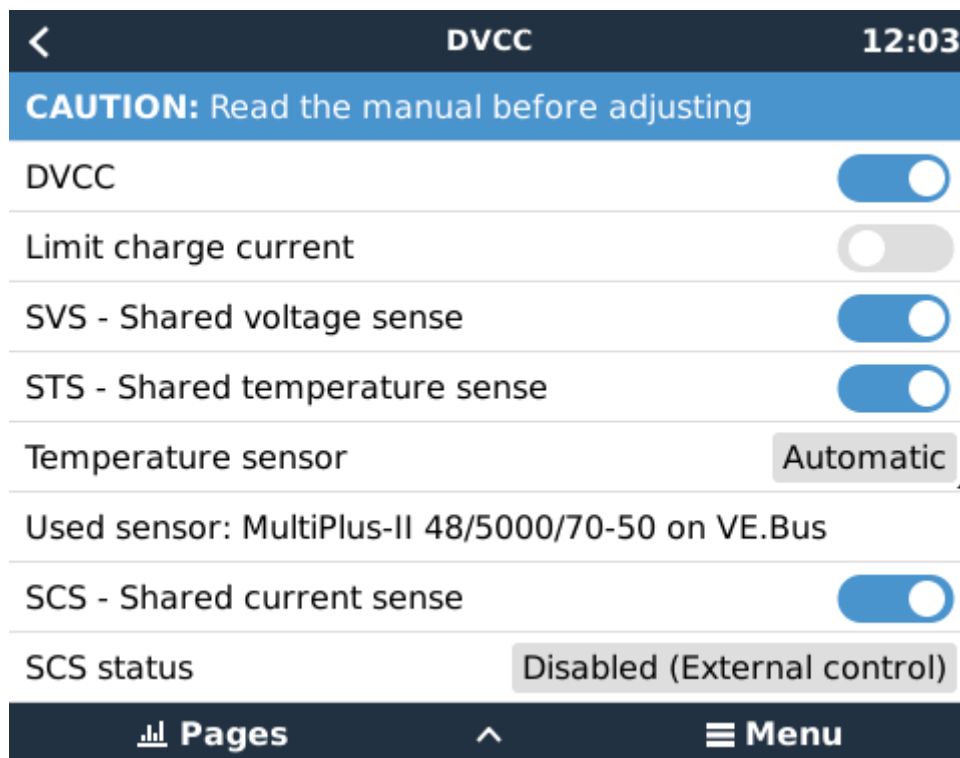 DVCC 12:03
CAUTION: Read the manual before adjusting
DVCC
Limit charge current
SVS - Shared voltage sense
STS - Shared temperature sense
Temperature sensor Automatic
Used sensor: MultiPlus-II 48/5000/70-50 on VE.Bus
SCS - Shared current sense
SCS status Disabled (External control)
Pages Menu